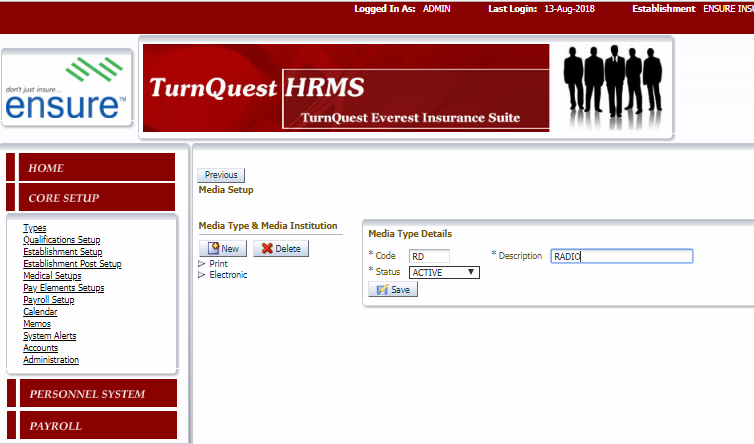 Logged In As: ADMIN Last Login: 13-Aug-2018 Establishment ENSURE INSU
don't just insure...
ensure™
TurnQuest HRMS
TurnQuest Everest Insurance Suite
HOME
CORE SETUP
Types
Qualifications Setup
Establishment Setup
Establishment Post Setup
Medical Setups
Pay Elements Setups
Payroll Setup
Calendar
Memos
System Alerts
Accounts
Administration
PERSONNEL SYSTEM
PAYROLL
Previous
Media Setup
Media Type & Media Institution
New Delete
Print
Electronic
Media Type Details
* Code RD * Description RADIO
* Status ACTIVE
Save